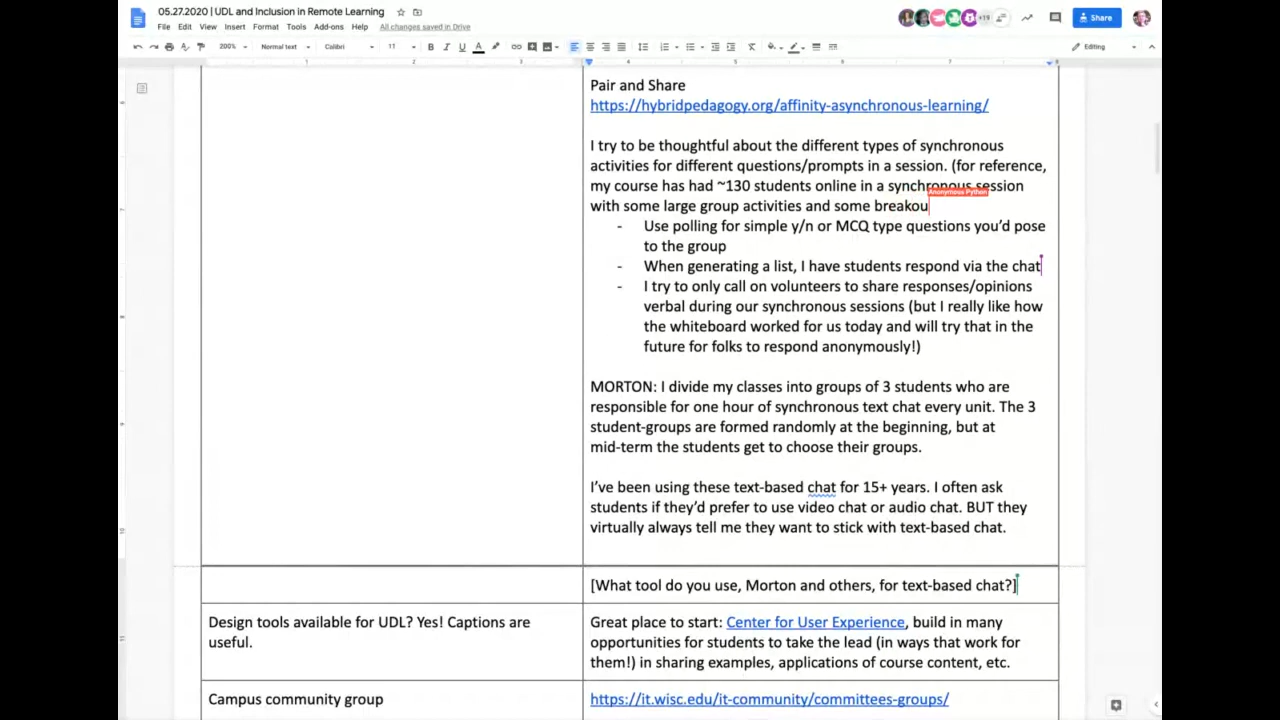 05.27.2020 | UDL and Inclusion in Remote Learning
+19
Share
File Edit View Insert Format Tools Add-ons Help All changes saved in Drive
200% Normal text Calibri 11 B I U A Editing
1 2 3 4 5 6 7 8
Pair and Share
https://hybridpedagogy.org/affinity-asynchronous-learning/
I try to be thoughtful about the different types of synchronous
activities for different questions/prompts in a session. (for reference,
my course has had ~130 students online in a synchronous session
Anonymous Python
with some large group activities and some breakou
- Use polling for simple y/n or MCQ type questions you'd pose
to the group
- When generating a list, I have students respond via the chat
- I try to only call on volunteers to share responses/opinions
verbal during our synchronous sessions (but I really like how
the whiteboard worked for us today and will try that in the
future for folks to respond anonymously!)
MORTON: I divide my classes into groups of 3 students who are
responsible for one hour of synchronous text chat every unit. The 3
student-groups are formed randomly at the beginning, but at
mid-term the students get to choose their groups.
I've been using these text-based chat for 15+ years. I often ask
students if they'd prefer to use video chat or audio chat. BUT they
virtually always tell me they want to stick with text-based chat.
[What tool do you use, Morton and others, for text-based chat?]
Design tools available for UDL? Yes! Captions are
useful.
Great place to start: Center for User Experience, build in many
opportunities for students to take the lead (in ways that work for
them!) in sharing examples, applications of course content, etc.
Campus community group
https://it.wisc.edu/it-community/committees-groups/